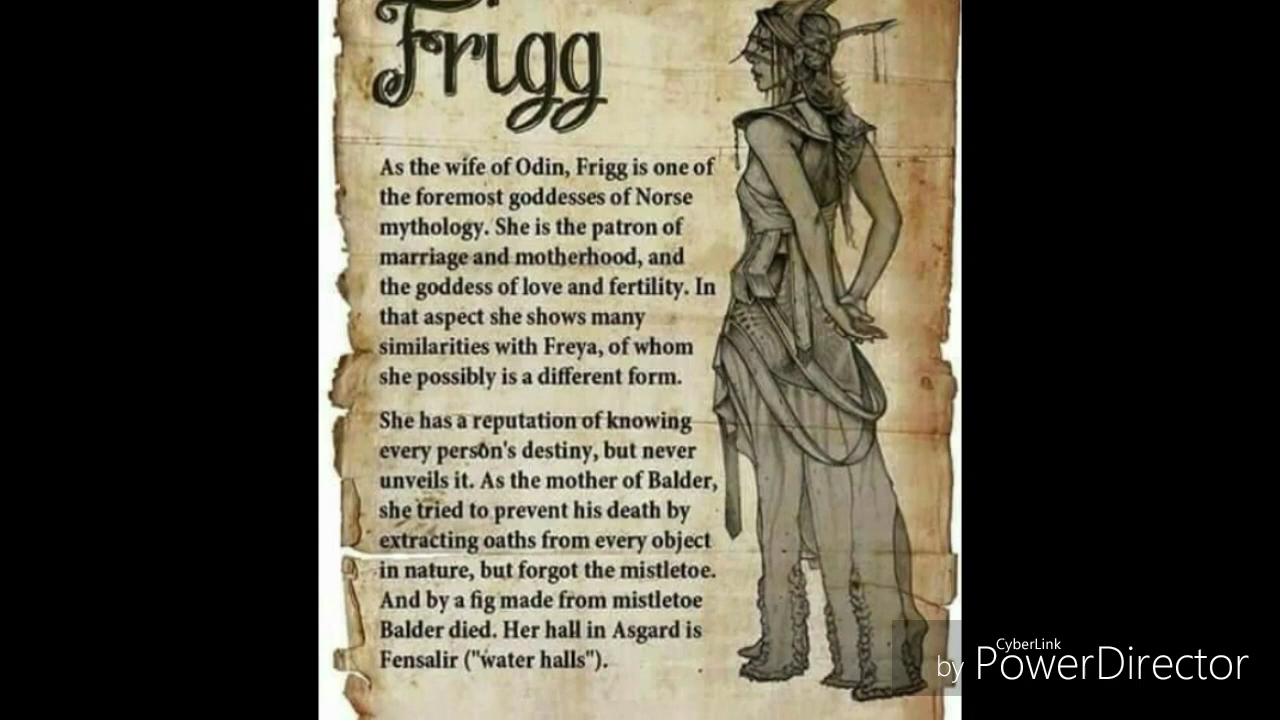 Frigg
As the wife of Odin, Frigg is one of
the foremost goddesses of Norse
mythology. She is the patron of
marriage and motherhood, and
the goddess of love and fertility. In
that aspect she shows many
similarities with Freya, of whom
she possibly is a different form.
She has a reputation of knowing
every person's destiny, but never
unveils it. As the mother of Balder,
she tried to prevent his death by
extracting oaths from every object
in nature, but forgot the mistletoe.
And by a fig made from mistletoe
Balder died. Her hall in Asgard is
Fensalir ("water halls").
CyberLink
by PowerDirector